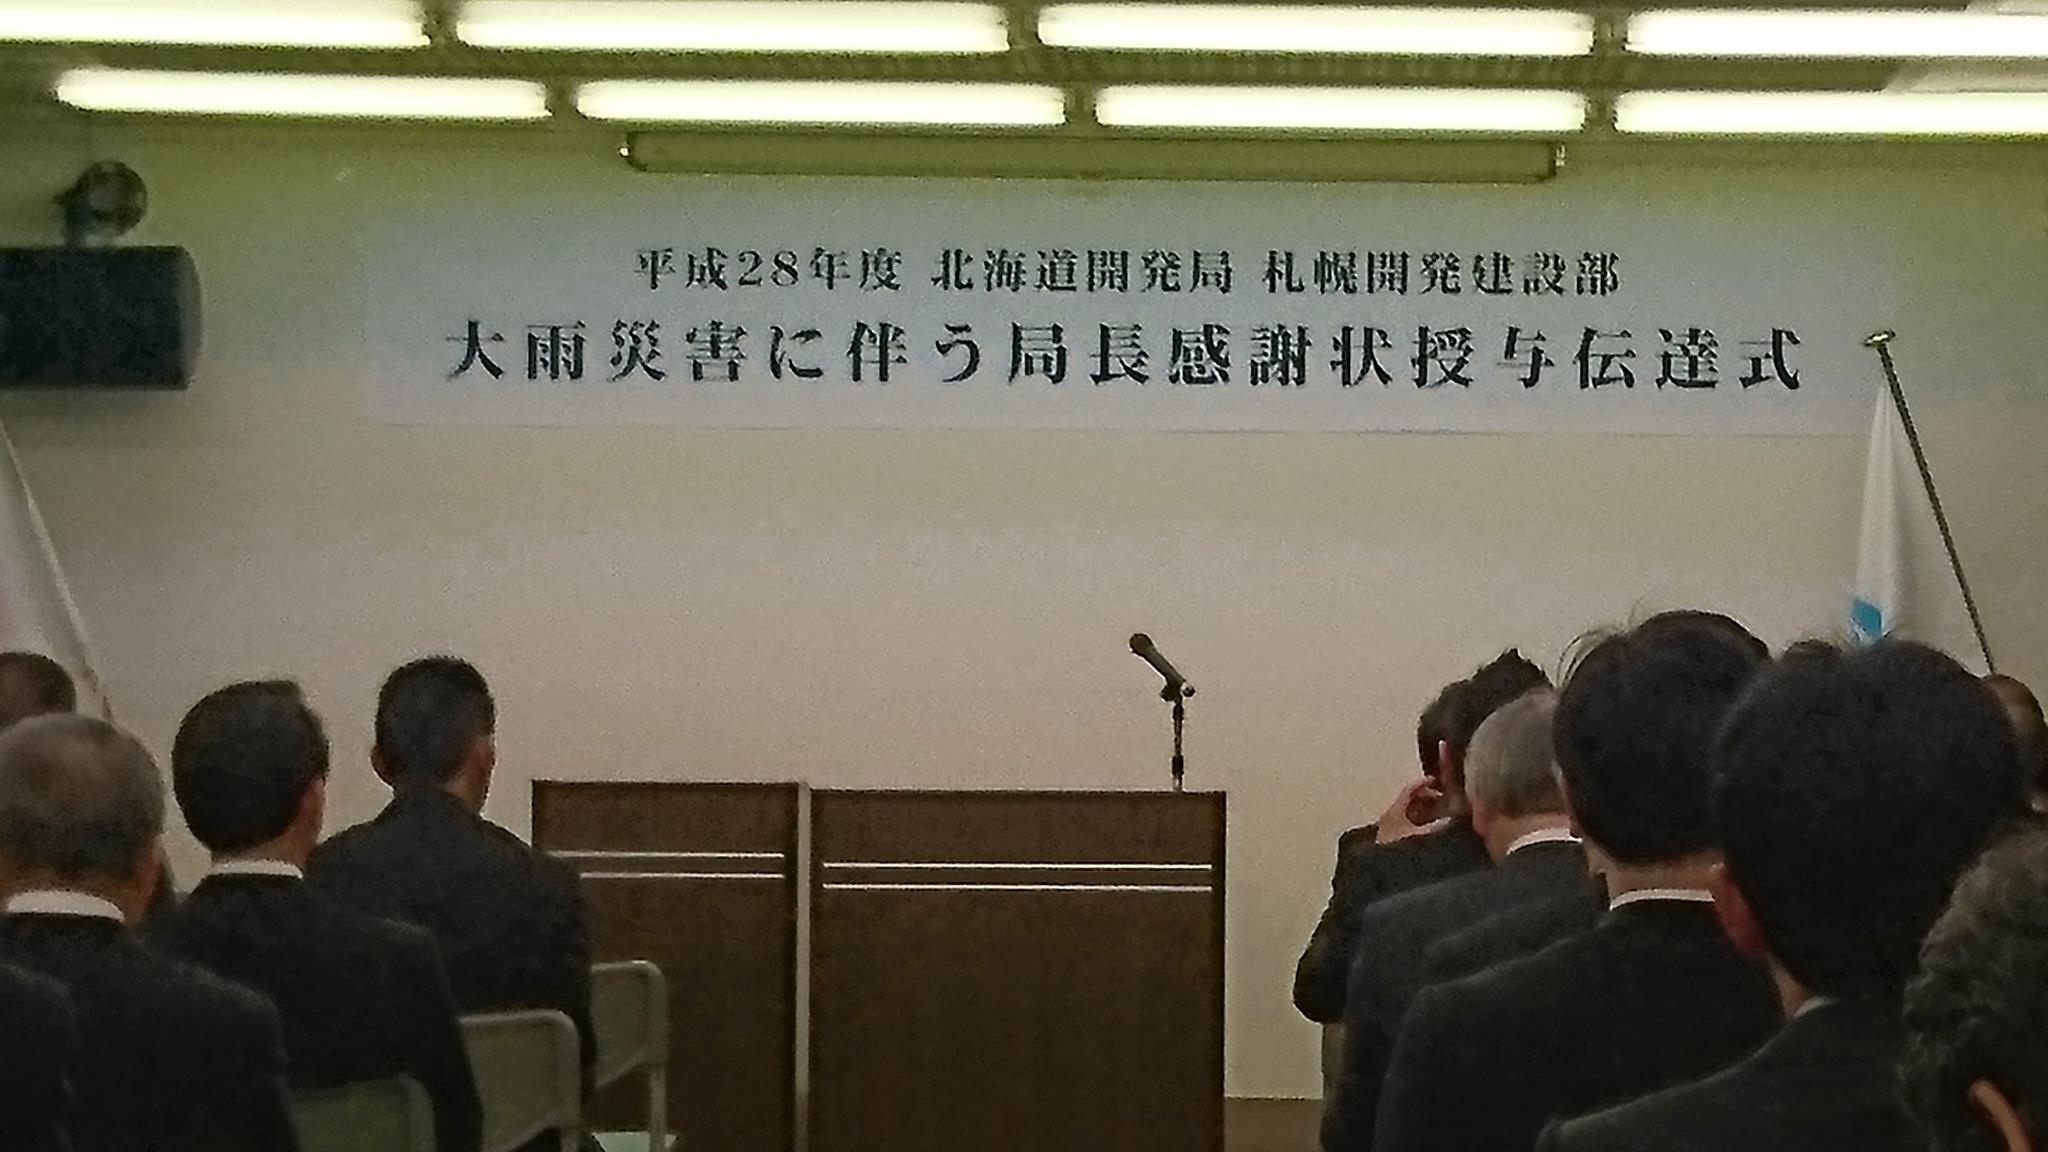 平成28年度 北海道開発局 札幌開発建設部
大雨災害に伴う局長感謝状授与伝達式